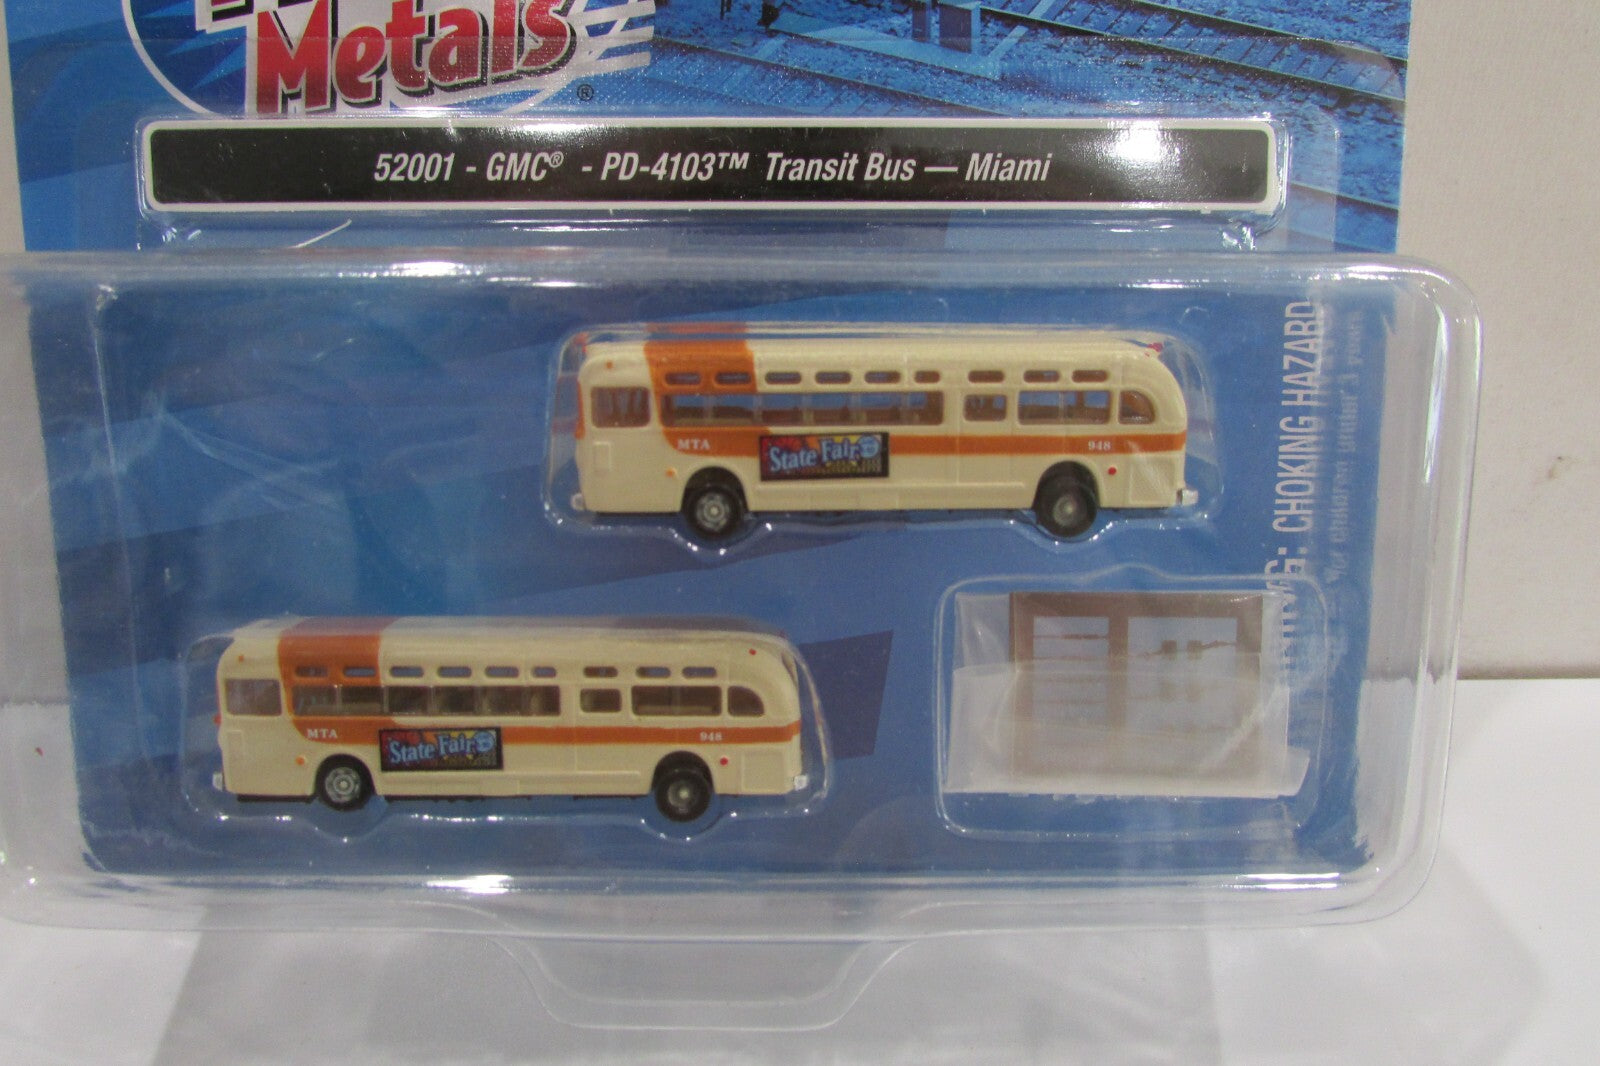 Metals®
52001 - GMC® - PD-4103™ Transit Bus — Miami
MTA
State Fair
948
MTA
State Fair
948
CHOKING HAZARD